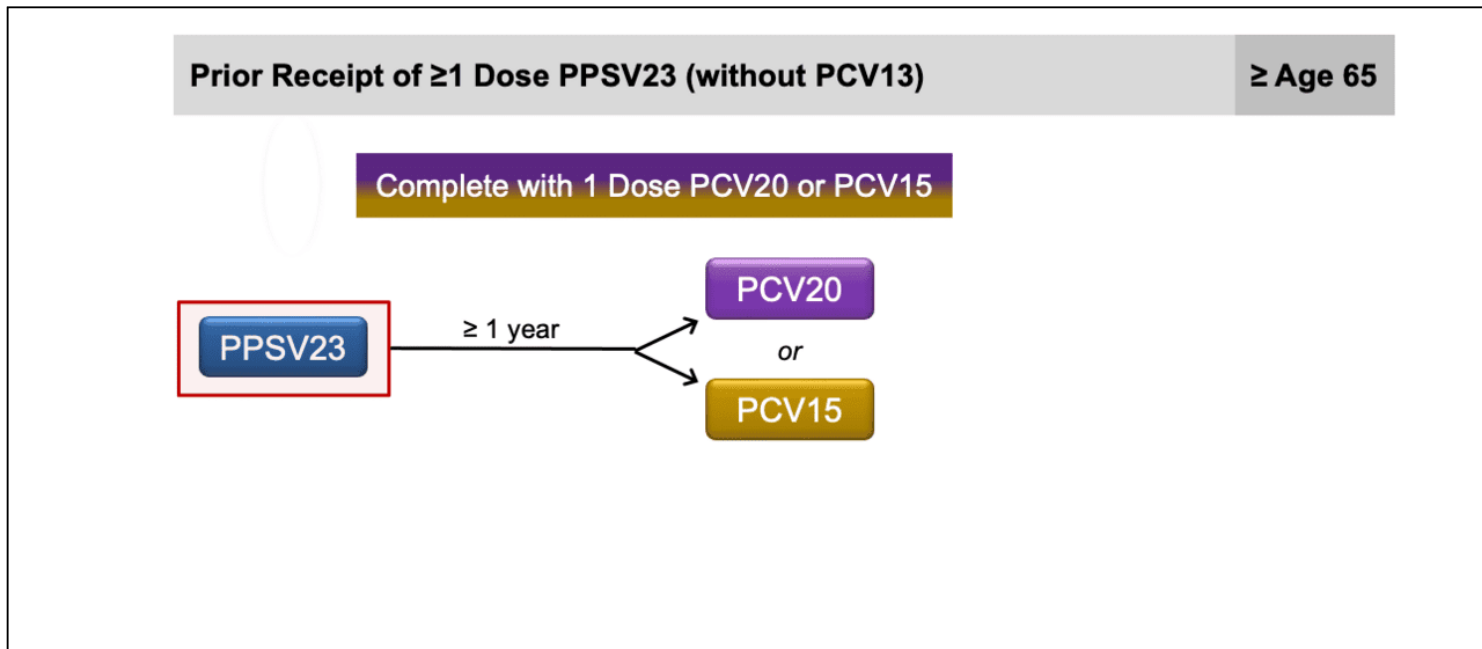 Prior Receipt of ≥1 Dose PPSV23 (without PCV13)
≥ Age 65
Complete with 1 Dose PCV20 or PCV15
PCV20
≥ 1 year
PPSV23
or
PCV15